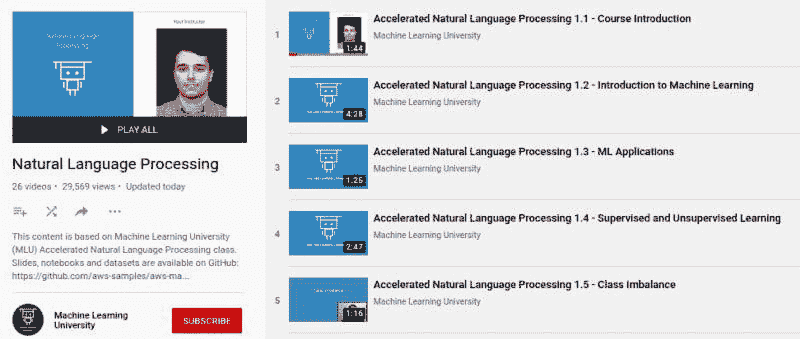 Your Instructor
Natural Language
Processing
PLAY ALL
Natural Language Processing
26 videos • 29,569 views • Updated today
This content is based on Machine Learning University
(MLU) Accelerated Natural Language Processing class.
Slides, notebooks and datasets are available on GitHub:
https://github.com/aws-samples/aws-ma...
Machine Learning
University
SUBSCRIBE
1
1:44
Accelerated Natural Language Processing 1.1 - Course Introduction
Machine Learning University
2
4:28
Accelerated Natural Language Processing 1.2 - Introduction to Machine Learning
Machine Learning University
3
1:25
Accelerated Natural Language Processing 1.3 - ML Applications
Machine Learning University
4
2:47
Accelerated Natural Language Processing 1.4 - Supervised and Unsupervised Learning
Machine Learning University
5
1:16
Accelerated Natural Language Processing 1.5 - Class Imbalance
Machine Learning University